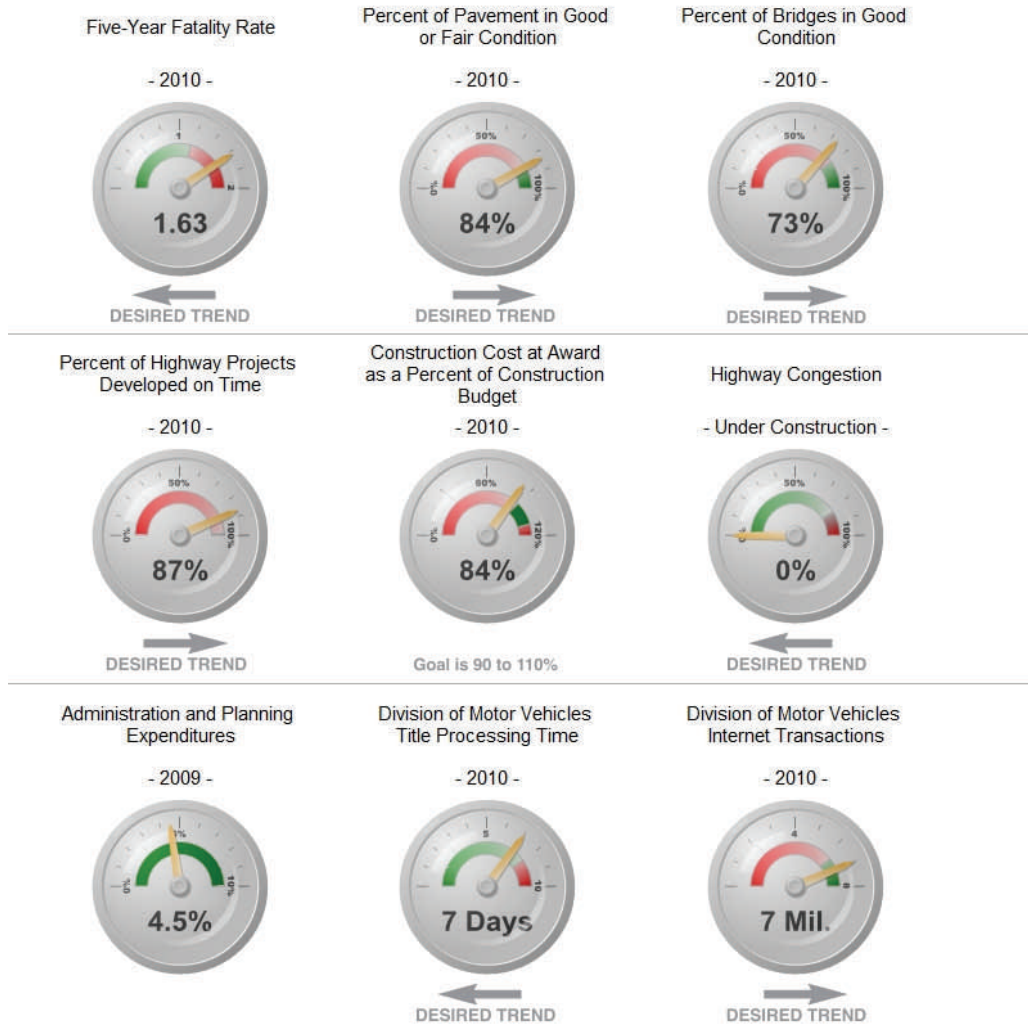 Five-Year Fatality Rate
- 2010 -
1
2
1.63
DESIRED TREND
Percent of Pavement in Good
or Fair Condition
- 2010 -
0%
50%
100%
84%
DESIRED TREND
Percent of Bridges in Good
Condition
- 2010 -
0%
50%
100%
73%
DESIRED TREND
Percent of Highway Projects
Developed on Time
- 2010 -
0%
50%
100%
87%
DESIRED TREND
Construction Cost at Award
as a Percent of Construction
Budget
- 2010 -
0%
60%
120%
84%
Goal is 90 to 110%
Highway Congestion
- Under Construction -
50%
100%
0%
DESIRED TREND
Administration and Planning
Expenditures
- 2009 -
0%
10%
4.5%
Division of Motor Vehicles
Title Processing Time
- 2010 -
5
10
7 Days
DESIRED TREND
Division of Motor Vehicles
Internet Transactions
- 2010 -
4
8
7 Mil.
DESIRED TREND